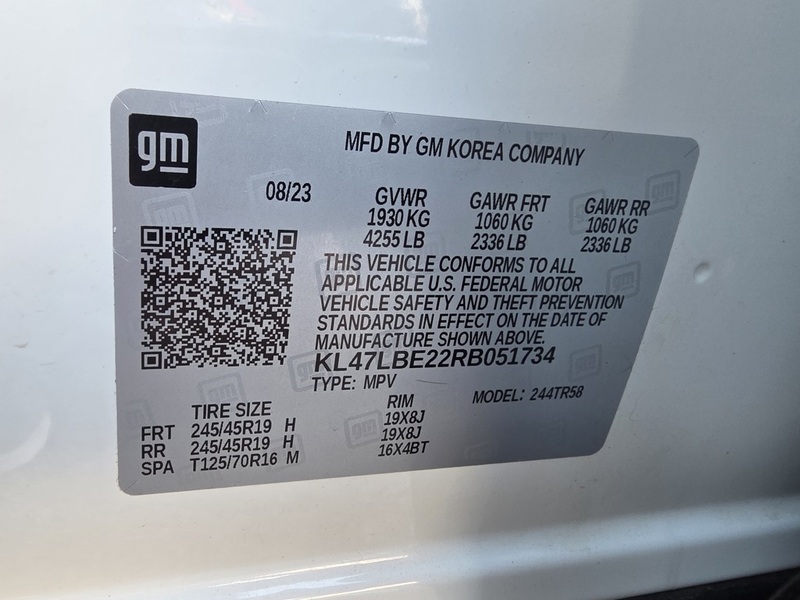 gm
MFD BY GM KOREA COMPANY
08/23 GVWR GAWR FRT GAWR RR
1930 KG 1060 KG 1060 KG
4255 LB 2336 LB 2336 LB
THIS VEHICLE CONFORMS TO ALL
APPLICABLE U.S. FEDERAL MOTOR
VEHICLE SAFETY AND THEFT PREVENTION
STANDARDS IN EFFECT ON THE DATE OF
MANUFACTURE SHOWN ABOVE.
KL47LBE22RB051734
TYPE: MPV MODEL: 244TR58
TIRE SIZE RIM
FRT 245/45R19 H 19X8J
RR 245/45R19 H 19X8J
SPA T125/70R16 M 16X4BT